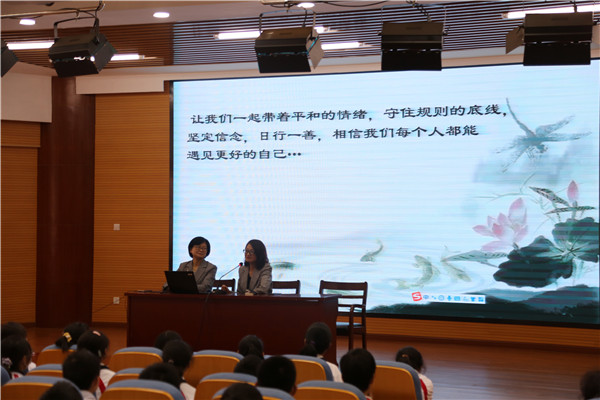 让我们一起带着平和的情绪，守住规则的底线，
坚定信念，日行一善，相信我们每个人都能
遇见更好的自己…